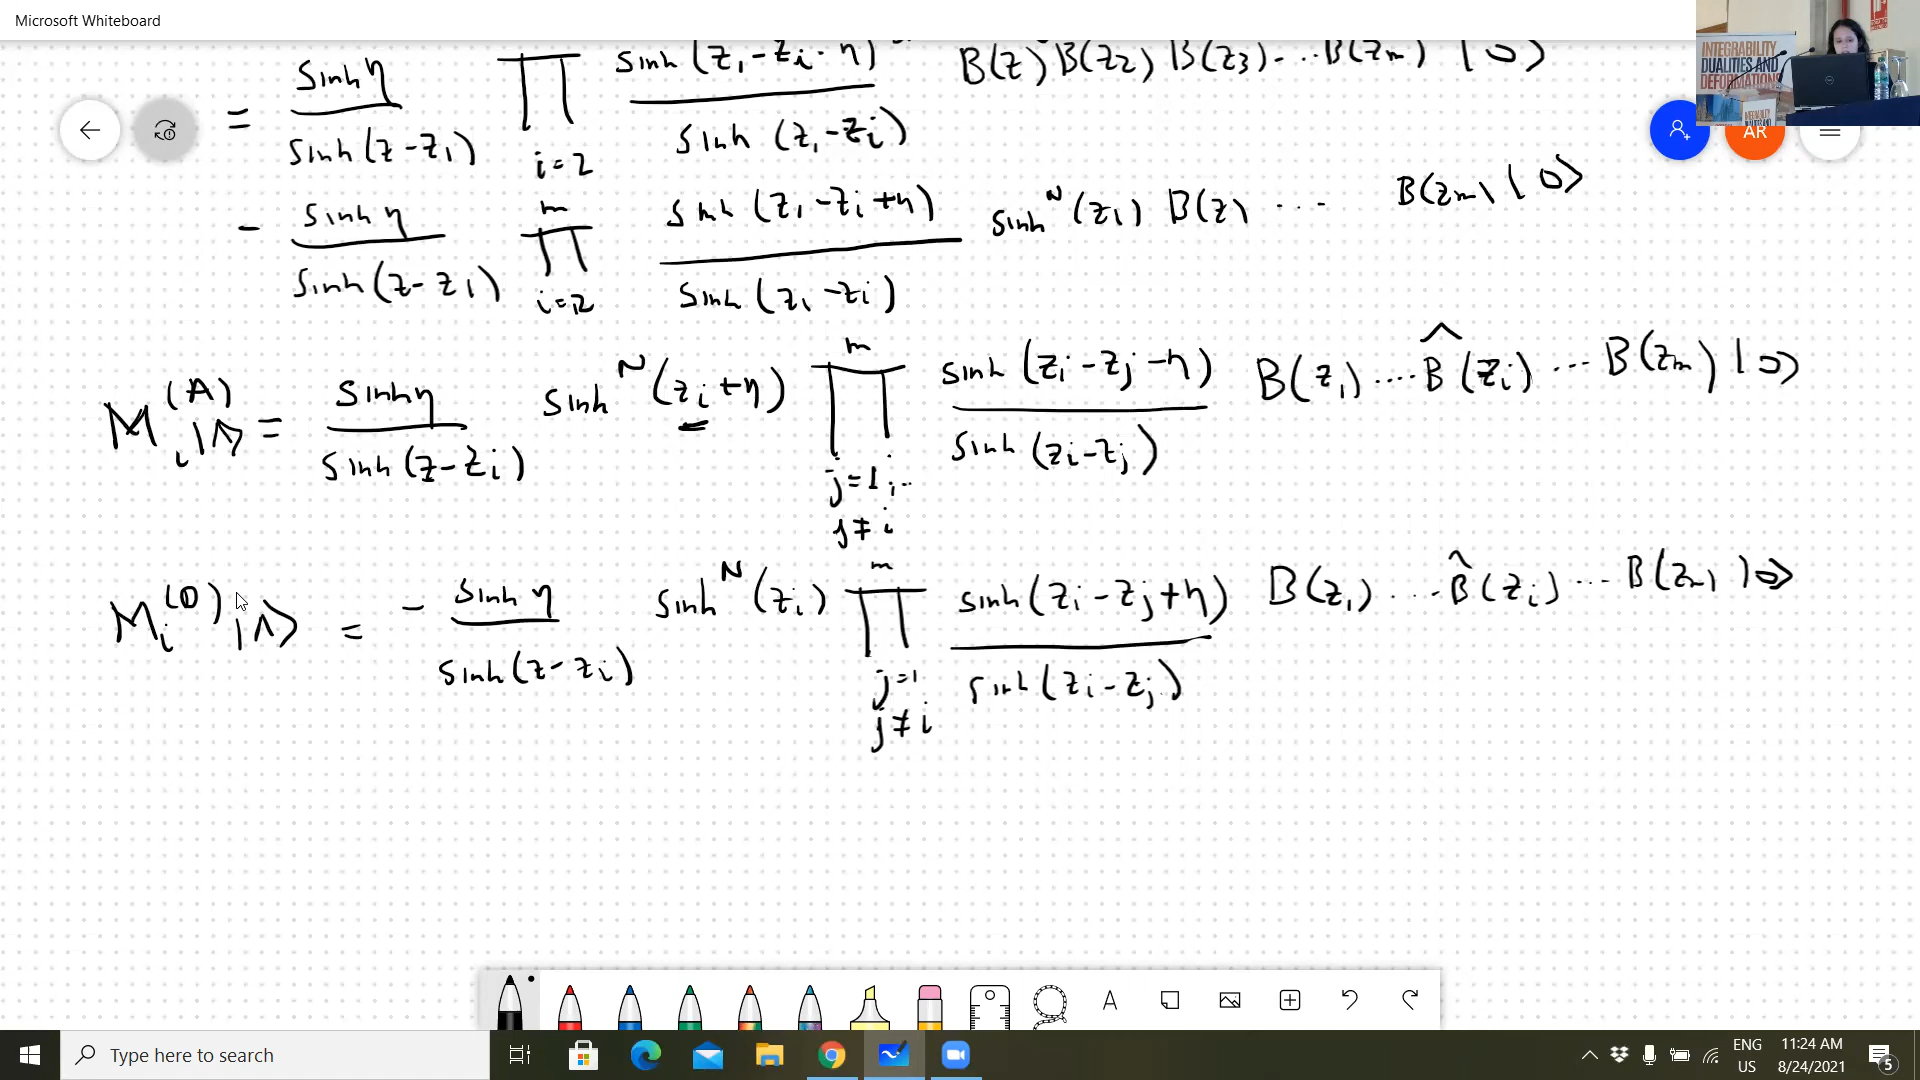 Microsoft Whiteboard
INTEGRABILITY
DUALITIES AND
DEFORMATIONS
AR
= sinh η / sinh (z - z1) ∏ i=2 sinh (z1 - zi - η) / sinh (z1 - zi) B(z) B(z2) B(z3) ... B(zm) |0>
- sinh η / sinh (z - z1) ∏ m i=2 sinh (z1 - zi + η) / sinh (z1 - zi) sinh^N (z1) B(z) ... B(zm) |0>
M_i^(A) |Λ> = sinh η / sinh (z - zi) sinh^N (zi + η) ∏ m j=1 j≠i sinh (zi - zj - η) / sinh (zi - zj) B(z1) .... B̂(zi) ... B(zm) |0>
M_i^(D) |Λ> = - sinh η / sinh (z - zi) sinh^N (zi) ∏ m j=1 j≠i sinh (zi - zj + η) / sinh (zi - zj) B(z1) .... B̂(zi) ... B(zm) |0>
A
Type here to search
ENG
US
11:24 AM
8/24/2021
5